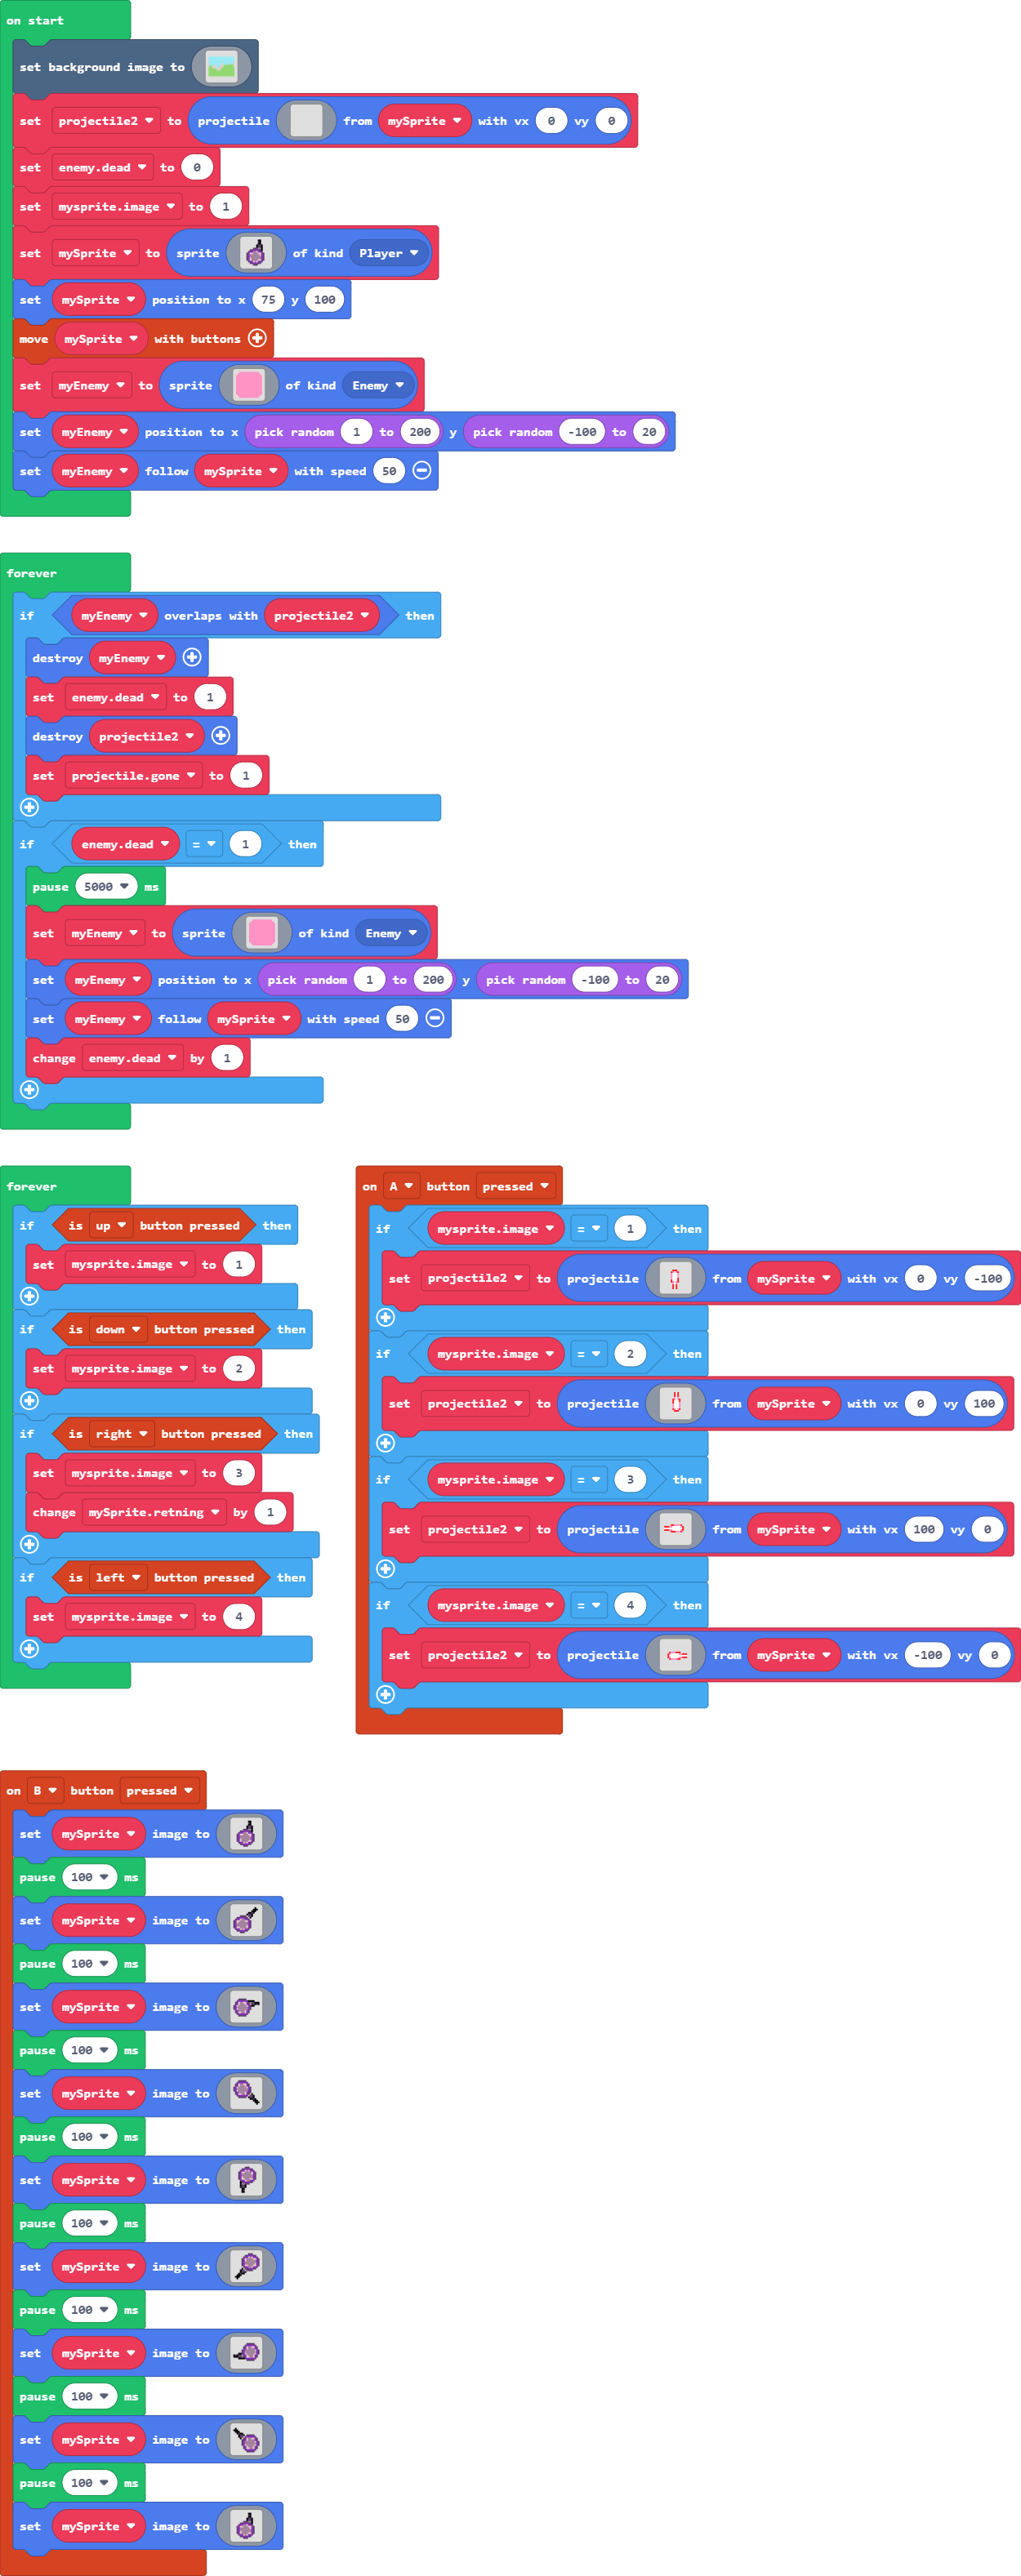 on start
set background image to
set projectile2 to projectile from mySprite with vx 0 vy 0
set enemy.dead to 0
set mysprite.image to 1
set mySprite to sprite of kind Player
set mySprite position to x 75 y 100
move mySprite with buttons
set myEnemy to sprite of kind Enemy
set myEnemy position to x pick random 1 to 200 y pick random -100 to 20
set myEnemy follow mySprite with speed 50
forever
if myEnemy overlaps with projectile2 then
destroy myEnemy
set enemy.dead to 1
destroy projectile2
set projectile.gone to 1
if enemy.dead = 1 then
pause 5000 ms
set myEnemy to sprite of kind Enemy
set myEnemy position to x pick random 1 to 200 y pick random -100 to 20
set myEnemy follow mySprite with speed 50
change enemy.dead by 1
forever
if is up button pressed then
set mysprite.image to 1
if is down button pressed then
set mysprite.image to 2
if is right button pressed then
set mysprite.image to 3
change mySprite.retning by 1
if is left button pressed then
set mysprite.image to 4
on A button pressed
if mysprite.image = 1 then
set projectile2 to projectile from mySprite with vx 0 vy -100
if mysprite.image = 2 then
set projectile2 to projectile from mySprite with vx 0 vy 100
if mysprite.image = 3 then
set projectile2 to projectile from mySprite with vx 100 vy 0
if mysprite.image = 4 then
set projectile2 to projectile from mySprite with vx -100 vy 0
on B button pressed
set mySprite image to
pause 100 ms
set mySprite image to
pause 100 ms
set mySprite image to
pause 100 ms
set mySprite image to
pause 100 ms
set mySprite image to
pause 100 ms
set mySprite image to
pause 100 ms
set mySprite image to
pause 100 ms
set mySprite image to
pause 100 ms
set mySprite image to